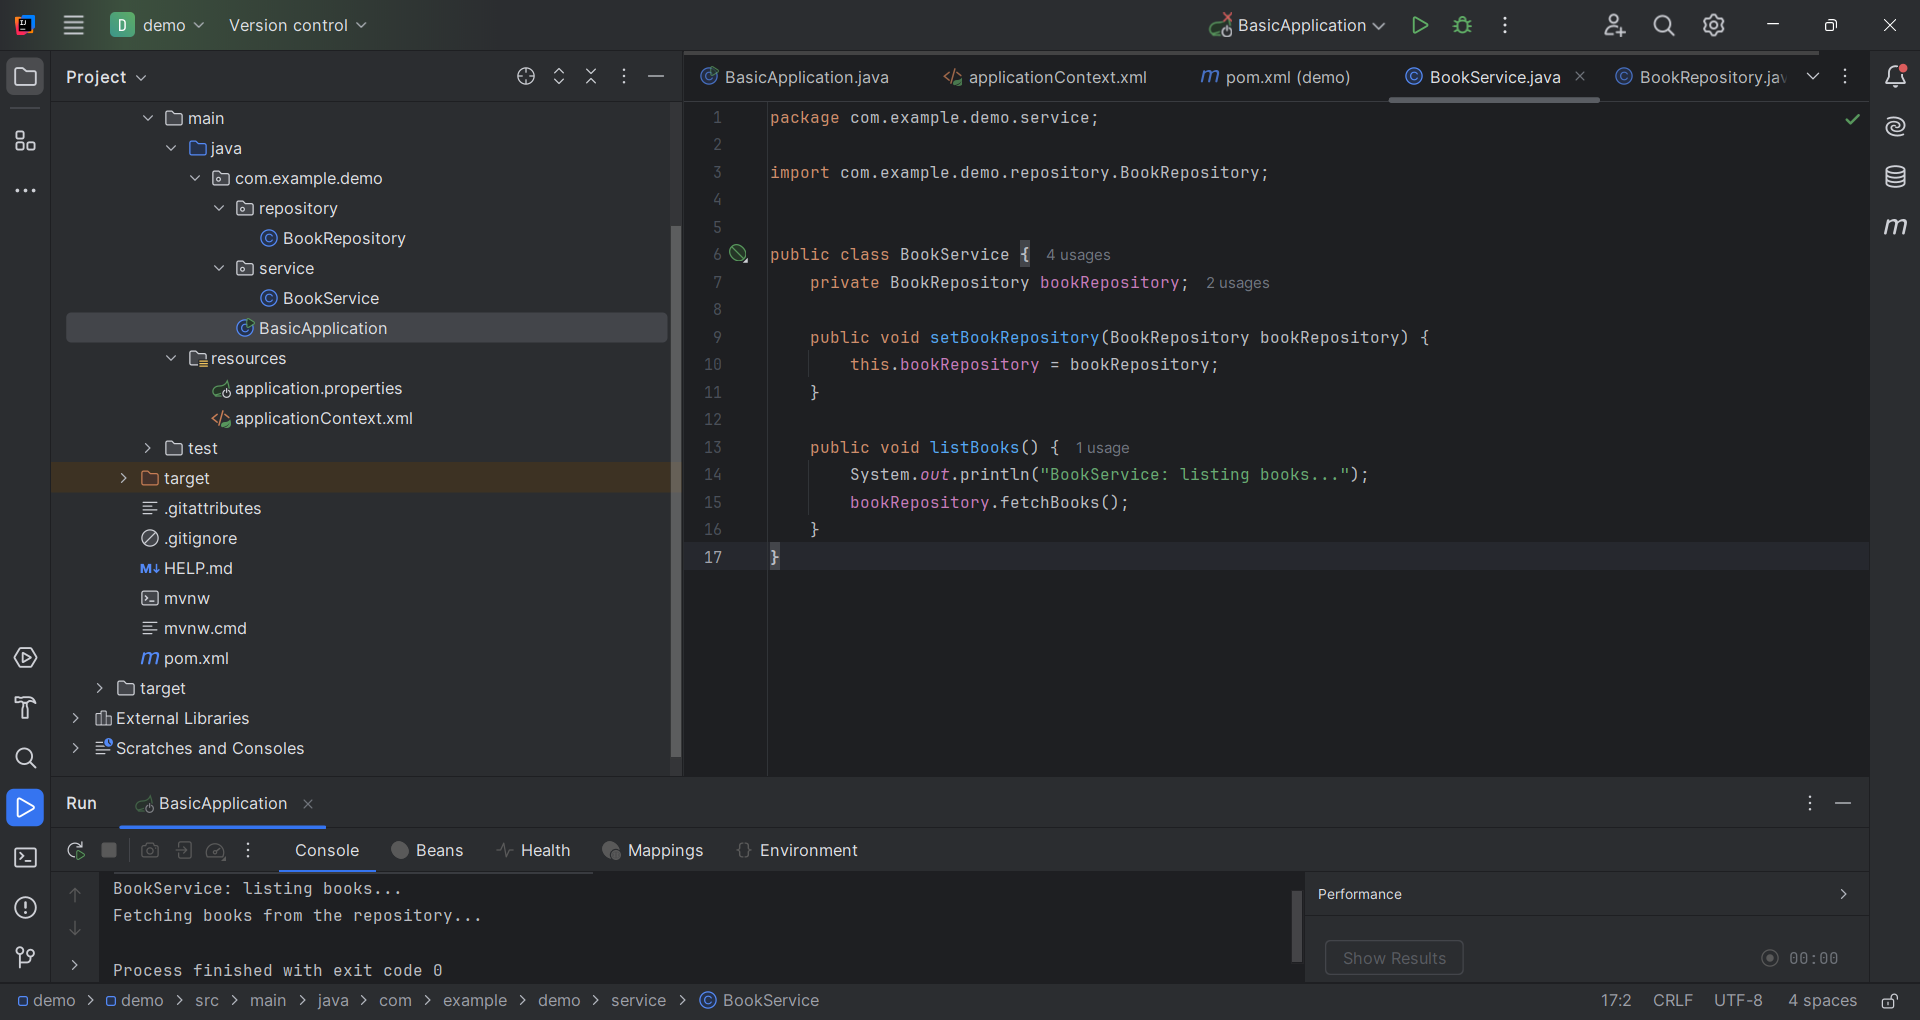 D demo Version control BasicApplication
Project
main
java
com.example.demo
repository
BookRepository
service
BookService
BasicApplication
resources
application.properties
applicationContext.xml
test
target
.gitattributes
.gitignore
M↓ HELP.md
mvnw
mvnw.cmd
m pom.xml
target
External Libraries
Scratches and Consoles
BasicApplication.java applicationContext.xml m pom.xml (demo) BookService.java BookRepository.jav
1 package com.example.demo.service;
2
3 import com.example.demo.repository.BookRepository;
4
5
6 public class BookService { 4 usages
7 private BookRepository bookRepository; 2 usages
8
9 public void setBookRepository(BookRepository bookRepository) {
10 this.bookRepository = bookRepository;
11 }
12
13 public void listBooks() { 1 usage
14 System.out.println("BookService: listing books...");
15 bookRepository.fetchBooks();
16 }
17 }
m
Run BasicApplication
Console Beans Health Mappings Environment
BookService: listing books...
Fetching books from the repository...
Process finished with exit code 0
Performance
Show Results 00:00
demo > demo > src > main > java > com > example > demo > service > BookService 17:2 CRLF UTF-8 4 spaces